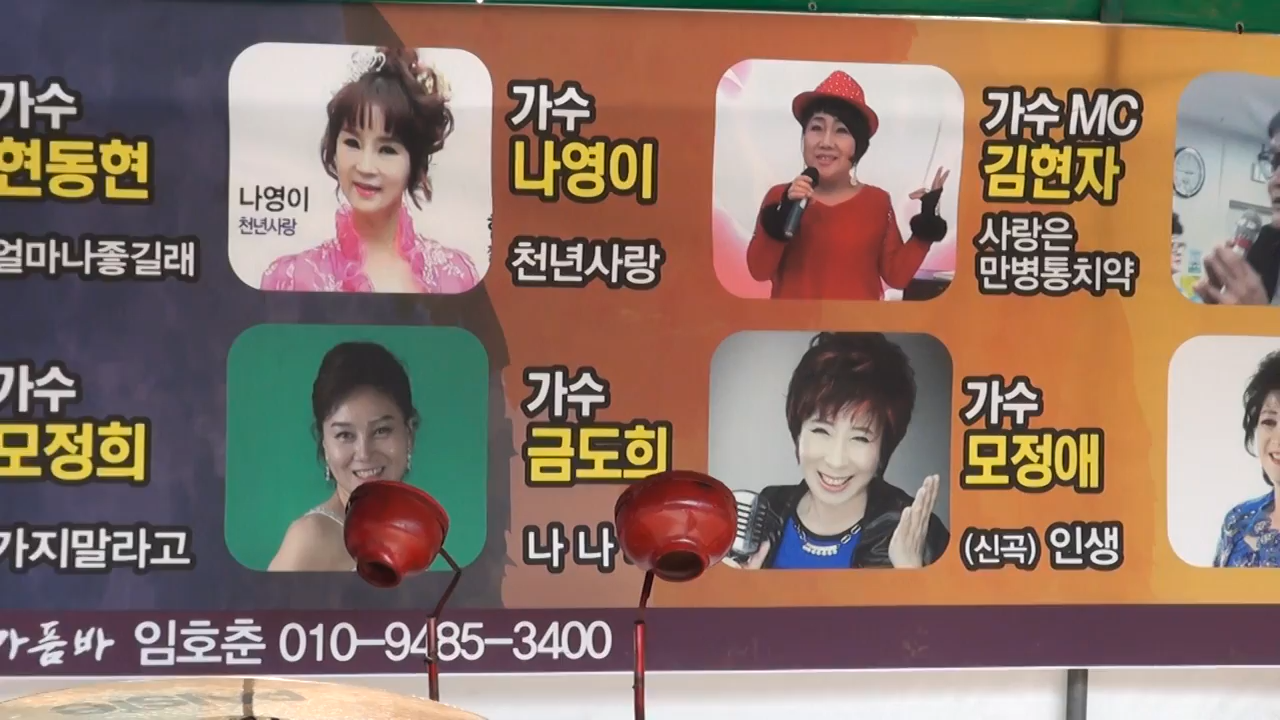 가수
현동현
얼마나좋길래
나영이
천년사랑
가수
나영이
천년사랑
가수 MC
김현자
사랑은
만병통치약
가수
모정희
가지말라고
가수
금도희
나 나
가수
모정애
(신곡) 인생
품바 임호춘 010-9485-3400